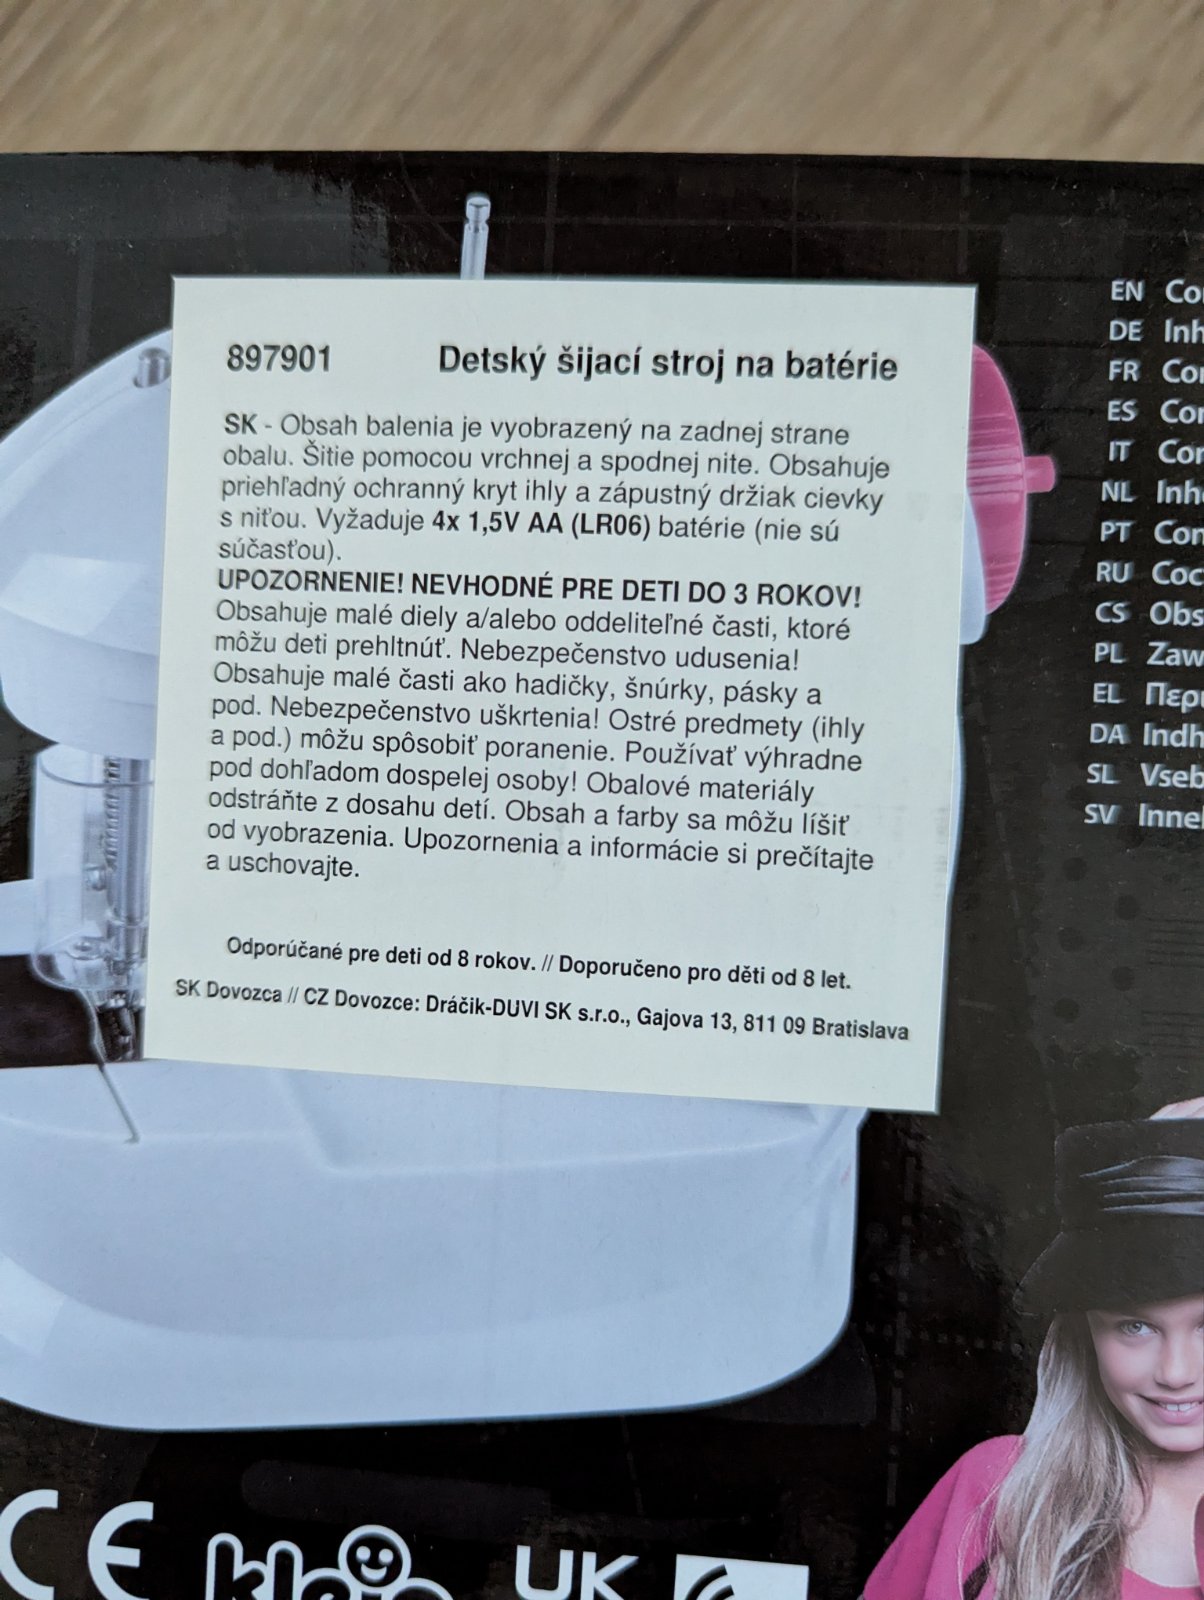 897901 Detský šijací stroj na batérie
SK - Obsah balenia je vyobrazený na zadnej strane
obalu. Šitie pomocou vrchnej a spodnej nite. Obsahuje
priehľadný ochranný kryt ihly a zápustný držiak cievky
s niťou. Vyžaduje 4x 1,5V AA (LR06) batérie (nie sú
súčasťou).
UPOZORNENIE! NEVHODNÉ PRE DETI DO 3 ROKOV!
Obsahuje malé diely a/alebo oddeliteľné časti, ktoré
môžu deti prehltnúť. Nebezpečenstvo udusenia!
Obsahuje malé časti ako hadičky, šnúrky, pásky a
pod. Nebezpečenstvo uškrtenia! Ostré predmety (ihly
a pod.) môžu spôsobiť poranenie. Používať výhradne
pod dohľadom dospelej osoby! Obalové materiály
odstráňte z dosahu detí. Obsah a farby sa môžu líšiť
od vyobrazenia. Upozornenia a informácie si prečítajte
a uschovajte.
Odporúčané pre deti od 8 rokov. // Doporučeno pro děti od 8 let.
SK Dovozca // CZ Dovozce: Dráčik-DUVI SK s.r.o., Gajova 13, 811 09 Bratislava
EN
DE
FR
ES
IT
NL
PT
RU
CS
PL
EL
DA
SL
SV
CE
klein
UK